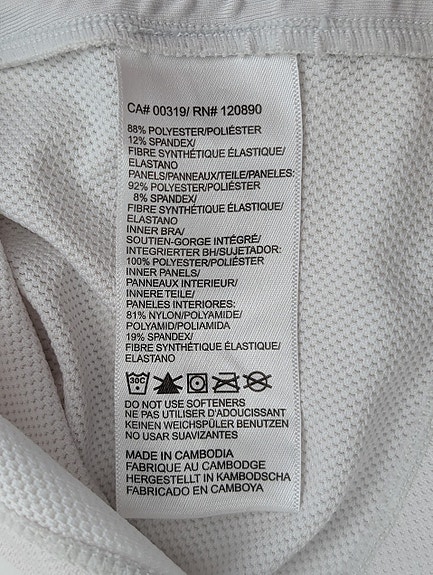 CA# 00319/ RN# 120890
88% POLYESTER/POLIÉSTER
12% SPANDEX/
FIBRE SYNTHÉTIQUE ÉLASTIQUE/
ELASTANO
PANELS/PANNEAUX/TEILE/PANELES:
92% POLYESTER/POLIÉSTER
8% SPANDEX/
FIBRE SYNTHÉTIQUE ÉLASTIQUE/
ELASTANO
INNER BRA/
SOUTIEN-GORGE INTÉGRÉ/
INTEGRIERTER BH/SUJETADOR:
100% POLYESTER/POLIÉSTER
INNER PANELS/
PANNEAUX INTERIEUR/
INNERE TEILE/
PANELES INTERIORES:
81% NYLON/POLYAMIDE/
POLYAMID/POLIAMIDA
19% SPANDEX/
FIBRE SYNTHÉTIQUE ÉLASTIQUE/
ELASTANO
30C
DO NOT USE SOFTENERS
NE PAS UTILISER D'ADOUCISSANT
KEINEN WEICHSPÜLER BENUTZEN
NO USAR SUAVIZANTES
MADE IN CAMBODIA
FABRIQUE AU CAMBODGE
HERGESTELLT IN KAMBODSCHA
FABRICADO EN CAMBOYA